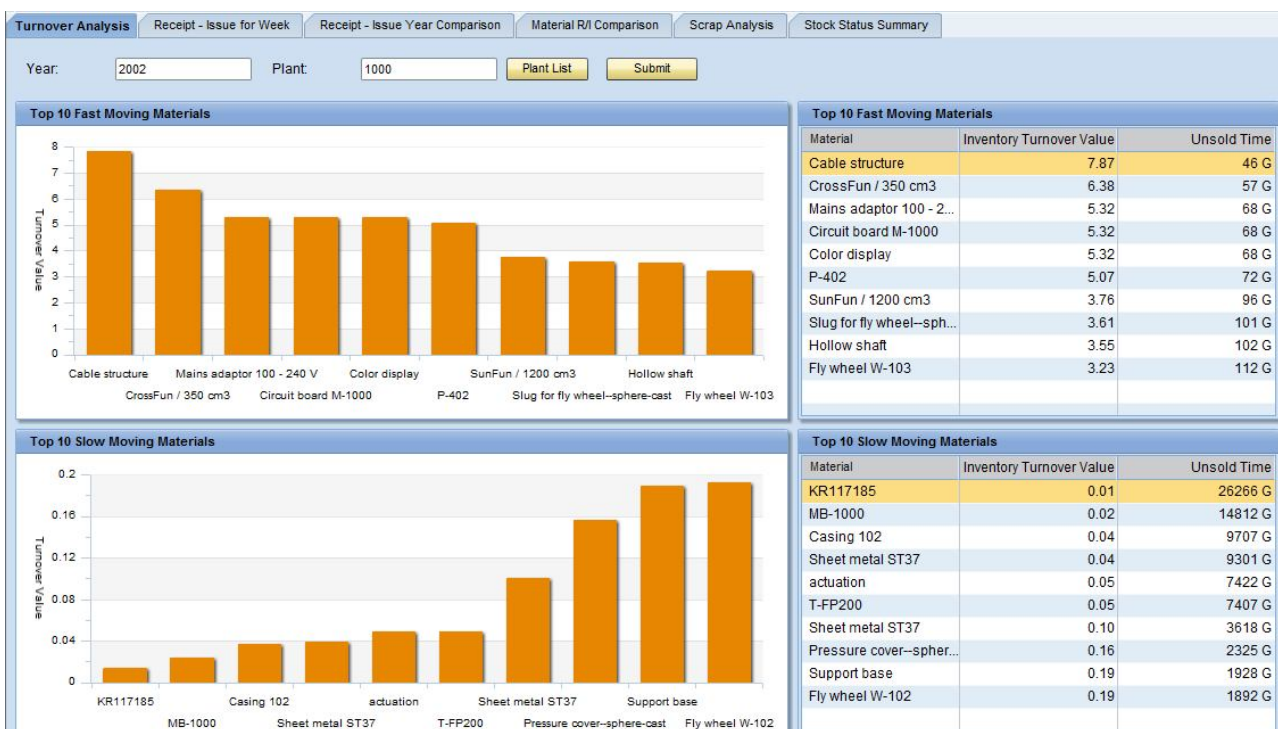 Turnover Analysis Receipt - Issue for Week Receipt - Issue Year Comparison Material R/I Comparison Scrap Analysis Stock Status Summary
Year: 2002 Plant: 1000 Plant List Submit
Top 10 Fast Moving Materials
8
7
6
5
4
3
2
1
0
Turnover Value
Cable structure Mains adaptor 100 - 240 V Color display SunFun / 1200 cm3 Hollow shaft
CrossFun / 350 cm3 Circuit board M-1000 P-402 Slug for fly wheel--sphere-cast Fly wheel W-103
Top 10 Fast Moving Materials
Material Inventory Turnover Value Unsold Time
Cable structure 7.87 46 G
CrossFun / 350 cm3 6.38 57 G
Mains adaptor 100 - 2... 5.32 68 G
Circuit board M-1000 5.32 68 G
Color display 5.32 68 G
P-402 5.07 72 G
SunFun / 1200 cm3 3.76 96 G
Slug for fly wheel--sph... 3.61 101 G
Hollow shaft 3.55 102 G
Fly wheel W-103 3.23 112 G
Top 10 Slow Moving Materials
0.2
0.16
0.12
0.08
0.04
0
Turnover Value
KR117185 Casing 102 actuation Sheet metal ST37 Support base
MB-1000 Sheet metal ST37 T-FP200 Pressure cover--sphere-cast Fly wheel W-102
Top 10 Slow Moving Materials
Material Inventory Turnover Value Unsold Time
KR117185 0.01 26266 G
MB-1000 0.02 14812 G
Casing 102 0.04 9707 G
Sheet metal ST37 0.04 9301 G
actuation 0.05 7422 G
T-FP200 0.05 7407 G
Sheet metal ST37 0.10 3618 G
Pressure cover--spher... 0.16 2325 G
Support base 0.19 1928 G
Fly wheel W-102 0.19 1892 G